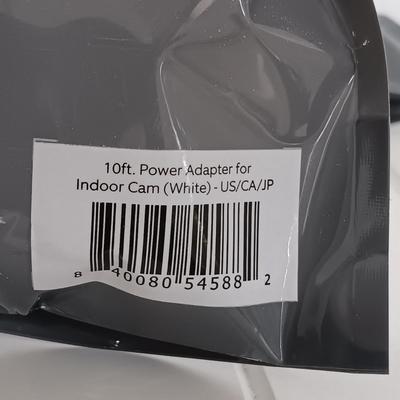 10ft. Power Adapter for
Indoor Cam (White) - US/CA/JP
8 40080 54588 2